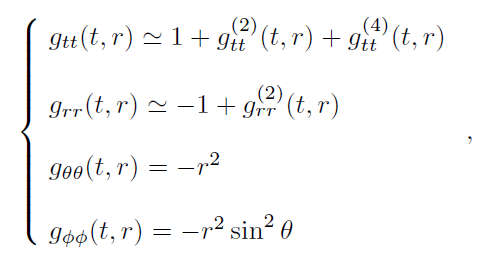 g_{tt}(t, r) ≃ 1 + g_{tt}^{(2)}(t, r) + g_{tt}^{(4)}(t, r)
g_{rr}(t, r) ≃ −1 + g_{rr}^{(2)}(t, r)
g_{θθ}(t, r) = −r^2
,
g_{ϕϕ}(t, r) = −r^2 sin^2 θ